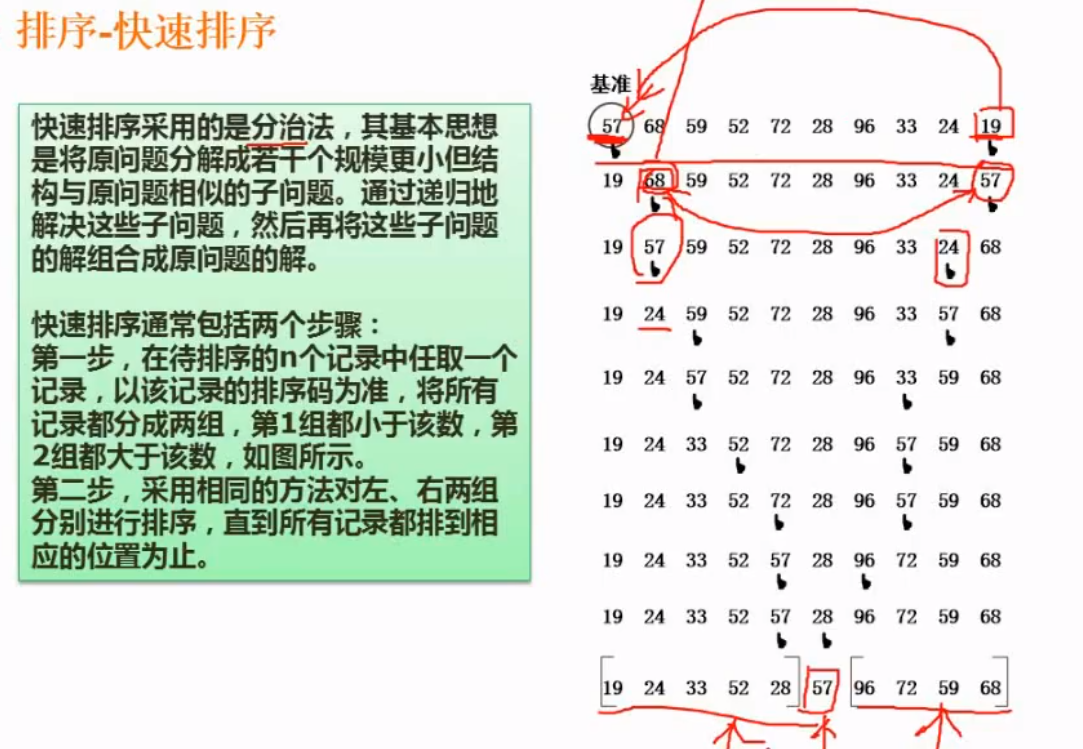 排序-快速排序
快速排序采用的是分治法，其基本思想
是将原问题分解成若干个规模更小但结
构与原问题相似的子问题。通过递归地
解决这些子问题，然后再将这些子问题
的解组合成原问题的解。
快速排序通常包括两个步骤：
第一步，在待排序的n个记录中任取一个
记录，以该记录的排序码为准，将所有
记录都分成两组，第1组都小于该数，第
2组都大于该数，如图所示。
第二步，采用相同的方法对左、右两组
分别进行排序，直到所有记录都排到相
应的位置为止。
基准
57 68 59 52 72 28 96 33 24 19
19 68 59 52 72 28 96 33 24 57
19 57 59 52 72 28 96 33 24 68
19 24 59 52 72 28 96 33 57 68
19 24 57 52 72 28 96 33 59 68
19 24 33 52 72 28 96 57 59 68
19 24 33 52 72 28 96 57 59 68
19 24 33 52 57 28 96 72 59 68
19 24 33 52 57 28 96 72 59 68
[19 24 33 52 28] 57 [96 72 59 68]